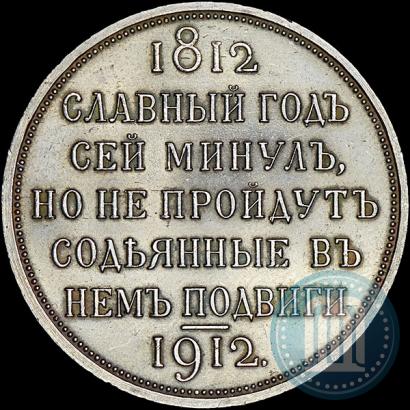 1812
СЛАВНЫЙ ГОДЪ
СЕЙ МИНУЛЪ,
НО НЕ ПРОЙДУТЪ
СОДѢЯННЫЕ ВЪ
НЕМЪ ПОДВИГИ
1912.